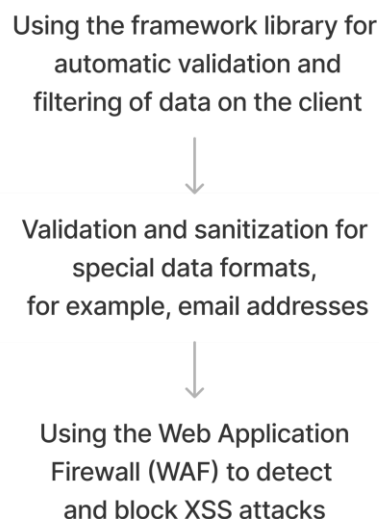 Using the framework library for
automatic validation and
filtering of data on the client
Validation and sanitization for
special data formats,
for example, email addresses
Using the Web Application
Firewall (WAF) to detect
and block XSS attacks